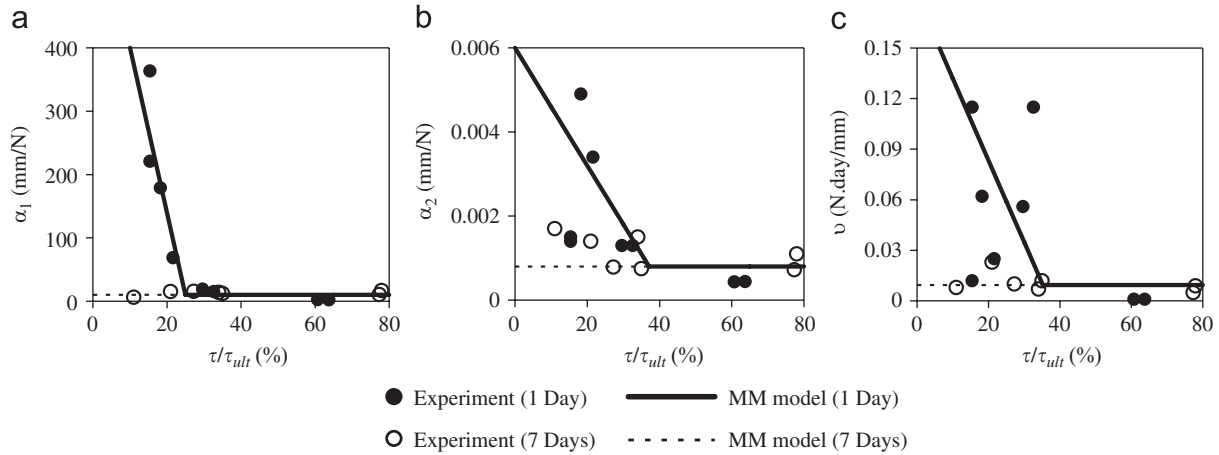 a
400
300
200
100
0
α1 (mm/N)
0 20 40 60 80
τ/τult (%)
b
0.006
0.004
0.002
0
α2 (mm/N)
0 20 40 60 80
τ/τult (%)
c
0.15
0.12
0.09
0.06
0.03
0
υ (N.day/mm)
0 20 40 60 80
τ/τult (%)
Experiment (1 Day) MM model (1 Day)
Experiment (7 Days) MM model (7 Days)